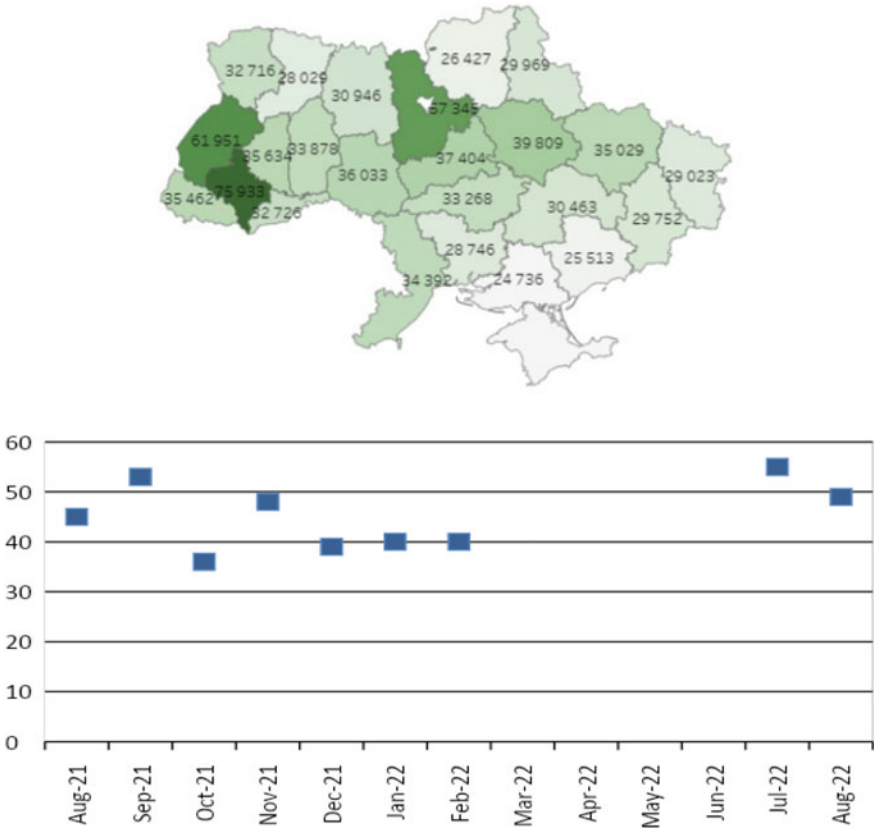 26 427
29 969
32 716
28 029
30 946
57 345
61 951
35 634
33 878
39 809
35 029
37 404
36 033
29 023
75 933
35 462
32 726
33 268
30 463
29 752
28 746
25 513
34 392
24 736
60
50
40
30
20
10
0
Aug-21
Sep-21
Oct-21
Nov-21
Dec-21
Jan-22
Feb-22
Mar-22
Apr-22
May-22
Jun-22
Jul-22
Aug-22